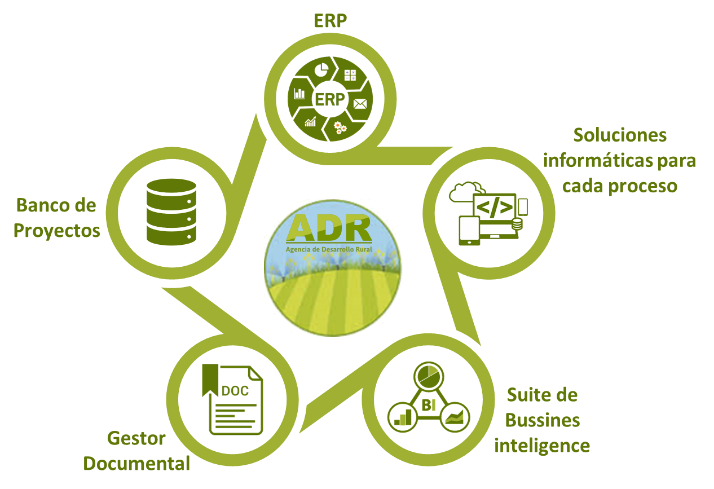 ERP
ERP
Soluciones
informáticas para
cada proceso
</>
Banco de
Proyectos
ADR
Agencia de Desarrollo Rural
DOC
BI
Suite de
Bussines
inteligence
Gestor
Documental